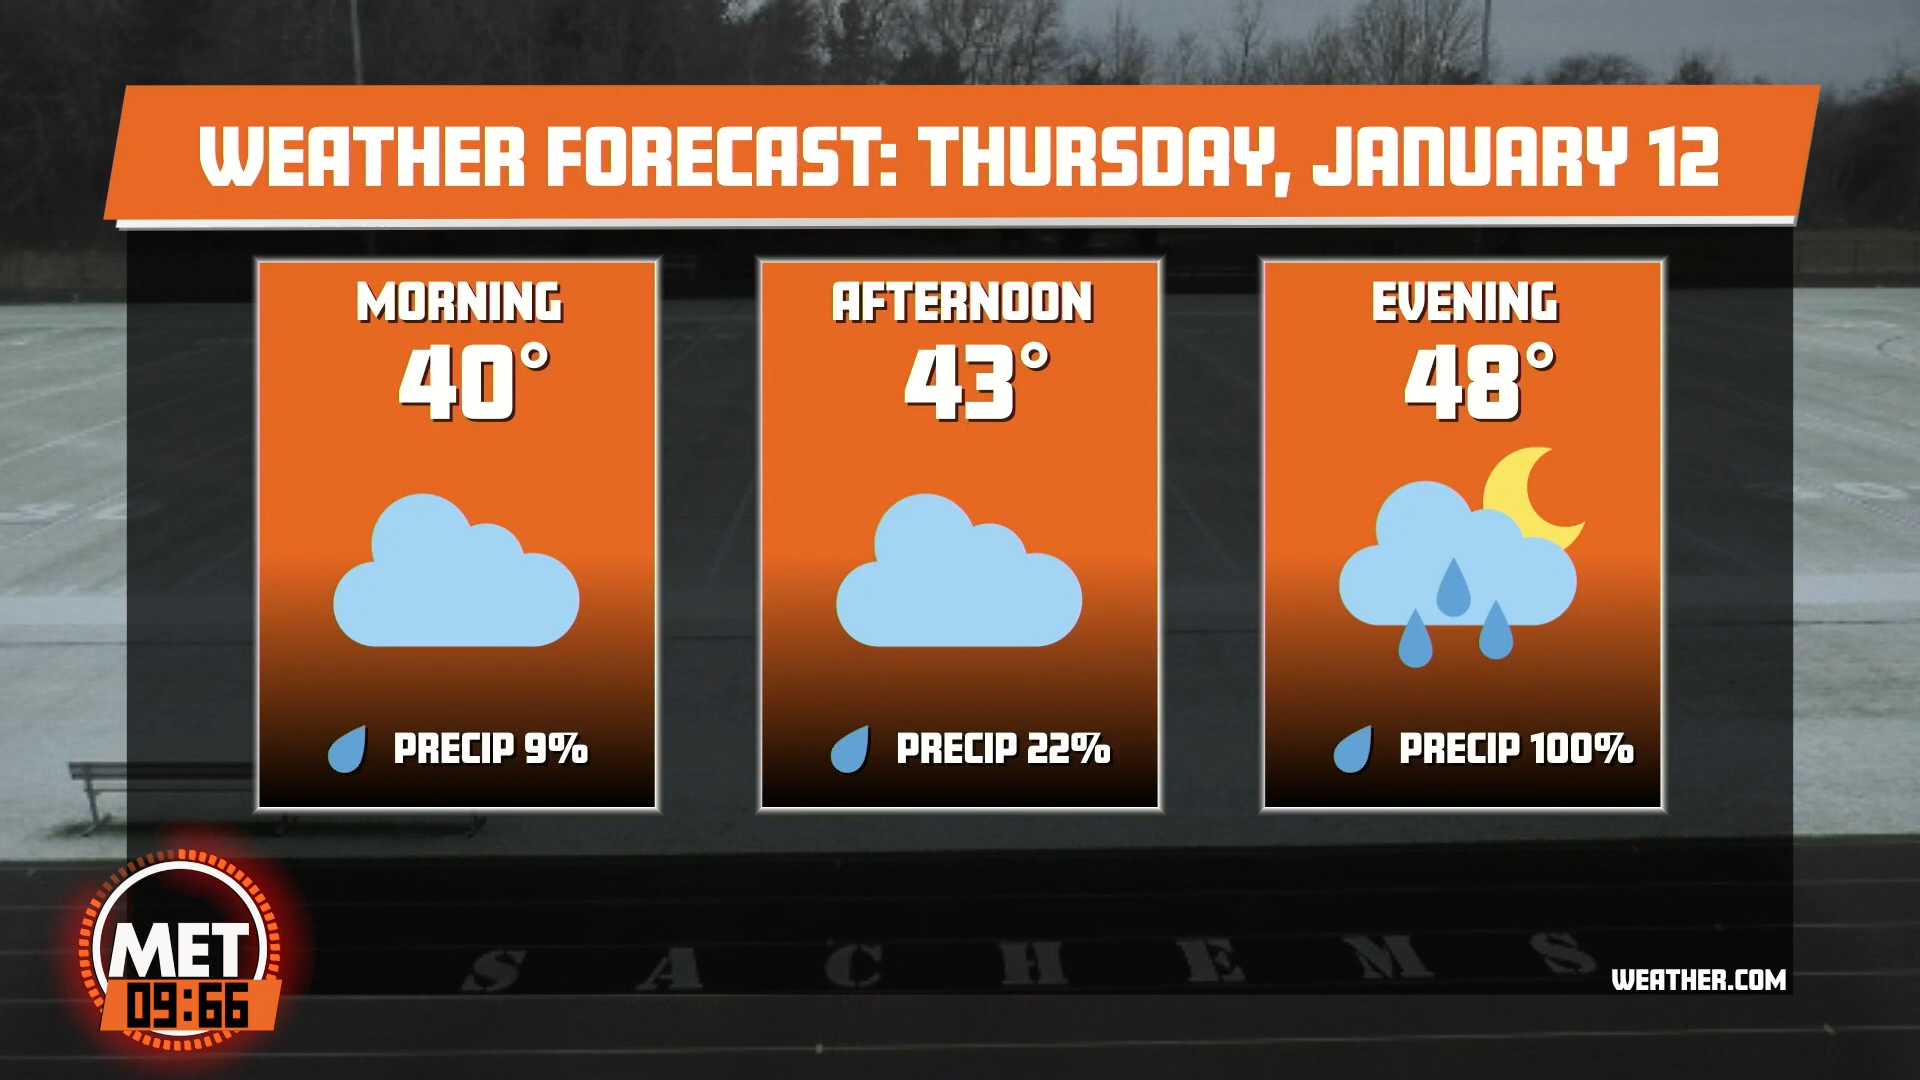 WEATHER FORECAST: THURSDAY, JANUARY 12
MORNING
40°
PRECIP 9%
AFTERNOON
43°
PRECIP 22%
EVENING
48°
PRECIP 100%
SACHEMS
WEATHER.COM
MET
09:66